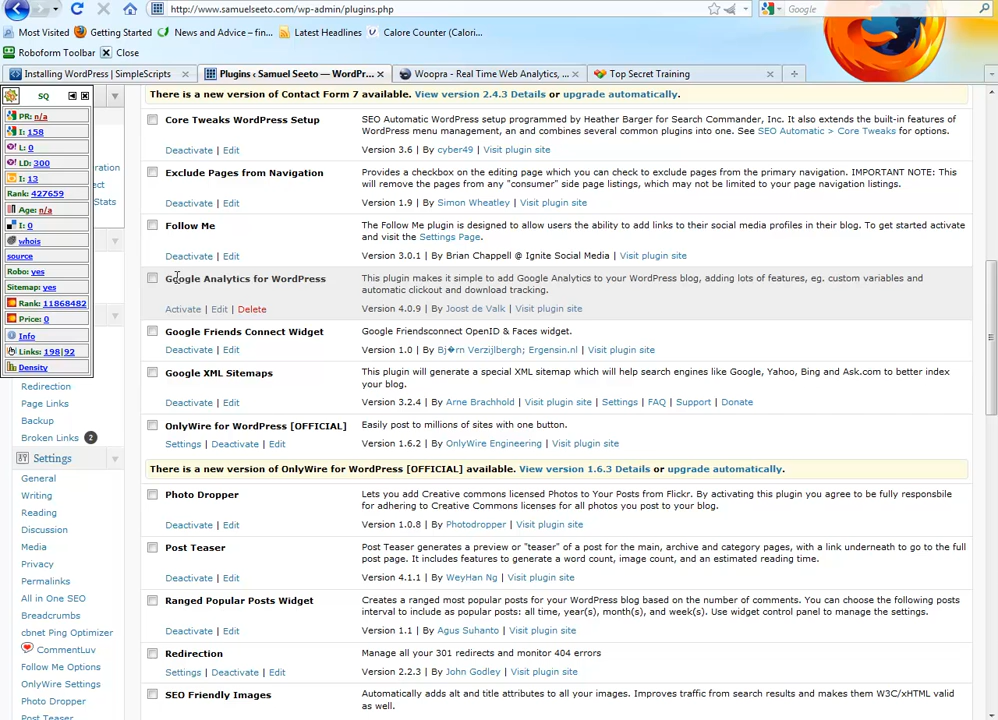 http://www.samuelseeto.com/wp-admin/plugins.php
Google
Most Visited Getting Started News and Advice – fin... Latest Headlines Calore Counter (Calori...
Roboform Toolbar Close
Installing WordPress | SimpleScripts
Plugins ‹ Samuel Seeto — WordPr...
Woopra - Real Time Web Analytics, ...
Top Secret Training
SQ
PR: n/a
I: 158
L: 0
LD: 300
I: 13
Rank: 427659
Age: n/a
I: 0
whois
source
Robo: yes
Sitemap: yes
Rank: 11868482
Price: 0
Info
Links: 198|92
Density
Redirection
Page Links
Backup
Broken Links 2
Settings
General
Writing
Reading
Discussion
Media
Privacy
Permalinks
All in One SEO
Breadcrumbs
cbnet Ping Optimizer
CommentLuv
Follow Me Options
OnlyWire Settings
Photo Dropper
Post Teaser
There is a new version of Contact Form 7 available. View version 2.4.3 Details or upgrade automatically.
Core Tweaks WordPress Setup
SEO Automatic WordPress setup programmed by Heather Barger for Search Commander, Inc. It also extends the built-in features of
WordPress menu management, an and combines several common plugins into one. See SEO Automatic > Core Tweaks for options.
Deactivate | Edit
Version 3.6 | By cyber49 | Visit plugin site
Exclude Pages from Navigation
Provides a checkbox on the editing page which you can check to exclude pages from the primary navigation. IMPORTANT NOTE: This
will remove the pages from any "consumer" side page listings, which may not be limited to your page navigation listings.
Deactivate | Edit
Version 1.9 | By Simon Wheatley | Visit plugin site
Follow Me
The Follow Me plugin is designed to allow users the ability to add links to their social media profiles in their blog. To get started activate
and visit the Settings Page.
Deactivate | Edit
Version 3.0.1 | By Brian Chappell @ Ignite Social Media | Visit plugin site
Google Analytics for WordPress
This plugin makes it simple to add Google Analytics to your WordPress blog, adding lots of features, eg. custom variables and
automatic clickout and download tracking.
Activate | Edit | Delete
Version 4.0.9 | By Joost de Valk | Visit plugin site
Google Friends Connect Widget
Google Friendsconnect OpenID & Faces widget.
Deactivate | Edit
Version 1.0 | By Bj�rn Verzijlbergh; Ergensin.nl | Visit plugin site
Google XML Sitemaps
This plugin will generate a special XML sitemap which will help search engines like Google, Yahoo, Bing and Ask.com to better index
your blog.
Deactivate | Edit
Version 3.2.4 | By Arne Brachhold | Visit plugin site | Settings | FAQ | Support | Donate
OnlyWire for WordPress [OFFICIAL]
Easily post to millions of sites with one button.
Settings | Deactivate | Edit
Version 1.6.2 | By OnlyWire Engineering | Visit plugin site
There is a new version of OnlyWire for WordPress [OFFICIAL] available. View version 1.6.3 Details or upgrade automatically.
Photo Dropper
Lets you add Creative commons licensed Photos to Your Posts from Flickr. By activating this plugin you agree to be fully responsbile
for adhering to Creative Commons licenses for all photos you post to your blog.
Deactivate | Edit
Version 1.0.8 | By Photodropper | Visit plugin site
Post Teaser
Post Teaser generates a preview or "teaser" of a post for the main, archive and category pages, with a link underneath to go to the full
post page. It includes features to generate a word count, image count, and an estimated reading time.
Deactivate | Edit
Version 4.1.1 | By WeyHan Ng | Visit plugin site
Ranged Popular Posts Widget
Creates a ranged most popular posts for your WordPress blog based on the number of comments. You can choose the following posts
interval to include as popular posts: all time, year(s), month(s), and week(s). Use widget control panel to manage the settings.
Deactivate | Edit
Version 1.1 | By Agus Suhanto | Visit plugin site
Redirection
Manage all your 301 redirects and monitor 404 errors
Settings | Deactivate | Edit
Version 2.2.3 | By John Godley | Visit plugin site
SEO Friendly Images
Automatically adds alt and title attributes to all your images. Improves traffic from search results and makes them W3C/xHTML valid
as well.